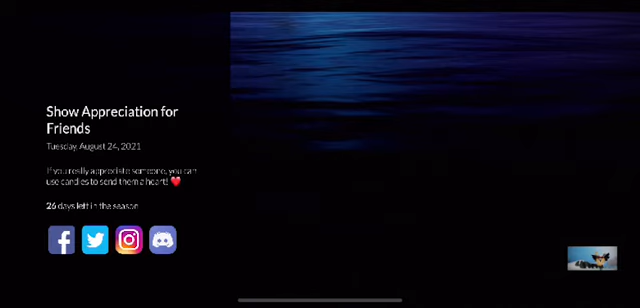 Show Appreciation for
Friends
Tuesday, August 24, 2021
If you really appreciate someone, you can
use candles to send them a heart! ❤️
26 days left in the season